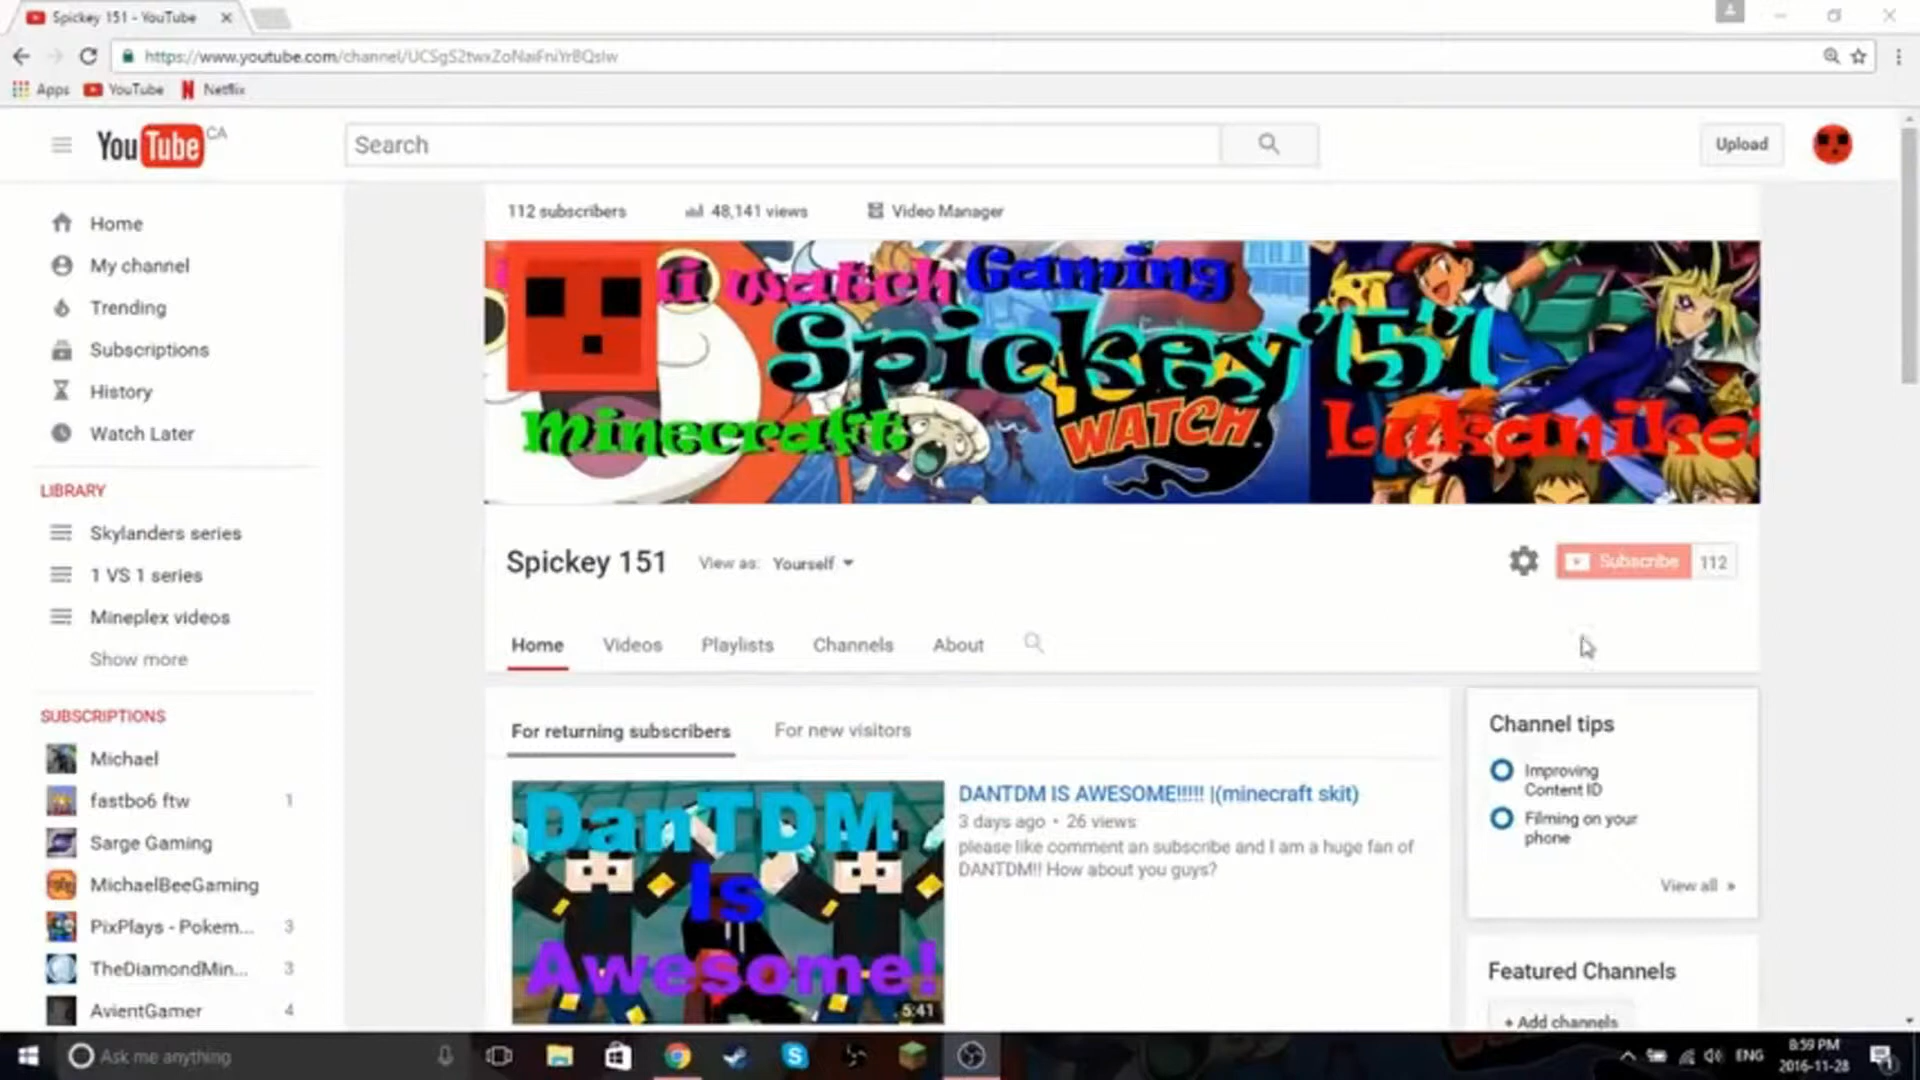 Spickey 151 - YouTube
https://www.youtube.com/channel/UCSgS2twxZoNaiFniYrBQsIw
Apps YouTube Netflix
YouTube CA
Search
Upload
Home
My channel
Trending
Subscriptions
History
Watch Later
LIBRARY
Skylanders series
1 VS 1 series
Mineplex videos
Show more
SUBSCRIPTIONS
Michael
fastbo6 ftw 1
Sarge Gaming
MichaelBeeGaming
PixPlays - Pokem... 3
TheDiamondMin... 3
AvientGamer 4
112 subscribers 48,141 views Video Manager
watch Gaming
Spickey 151
WATCH
Minecraft
Spickey 151 View as: Yourself
Subscribe 112
Home Videos Playlists Channels About
For returning subscribers For new visitors
DanTDM
Is
Awesome!
5:41
DANTDM IS AWESOME!!!!! |(minecraft skit)
3 days ago • 26 views
please like comment an subscribe and I am a huge fan of
DANTDM!! How about you guys?
Channel tips
Improving
Content ID
Filming on your
phone
View all »
Featured Channels
+ Add channels
Ask me anything
ENG
8:59 PM
2016-11-28